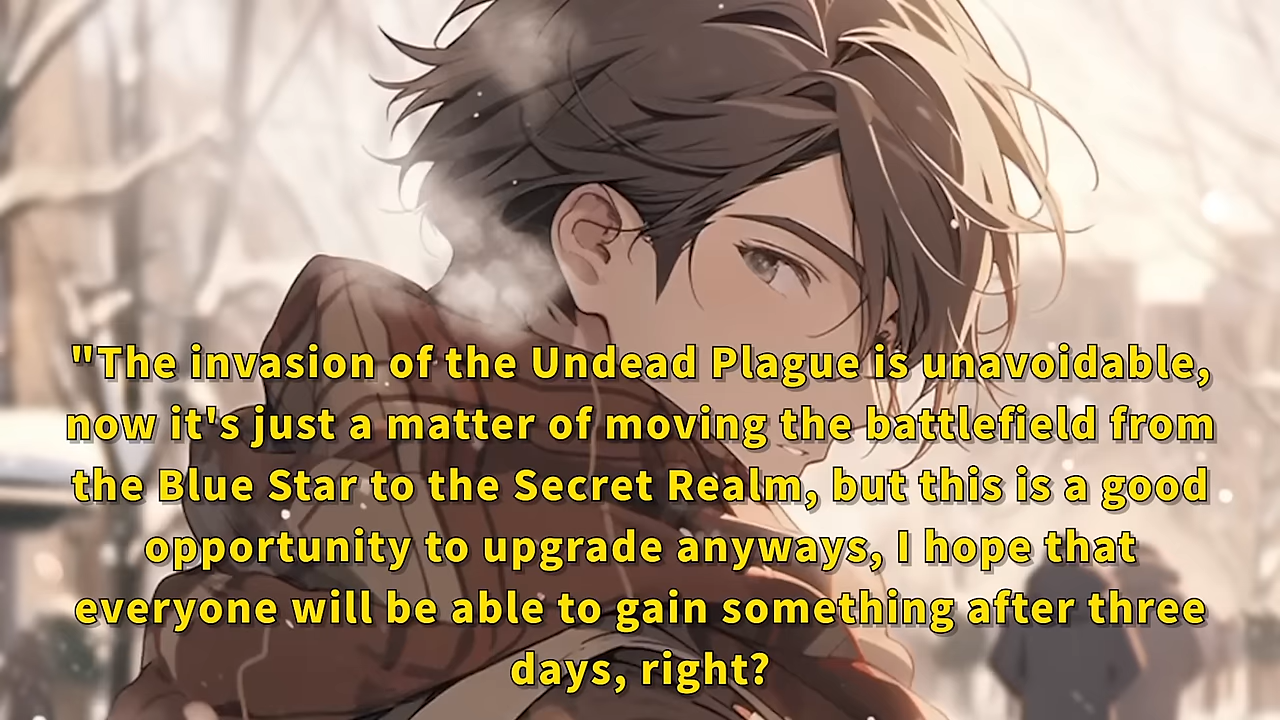 "The invasion of the Undead Plague is unavoidable,
now it's just a matter of moving the battlefield from
the Blue Star to the Secret Realm, but this is a good
opportunity to upgrade anyways, I hope that
everyone will be able to gain something after three
days, right?